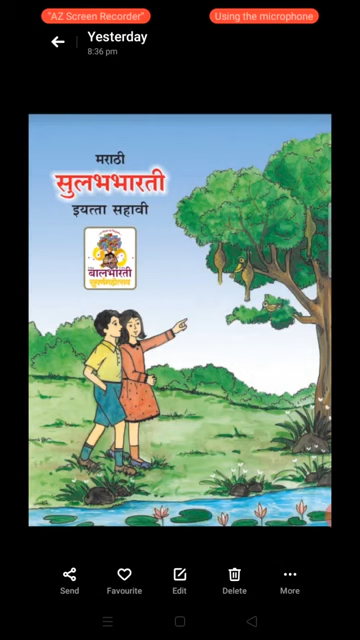 "AZ Screen Recorder"
Using the microphone
Yesterday
8:36 pm
मराठी
सुलभभारती
इयत्ता सहावी
बालभारती
Send
Favourite
Edit
Delete
More